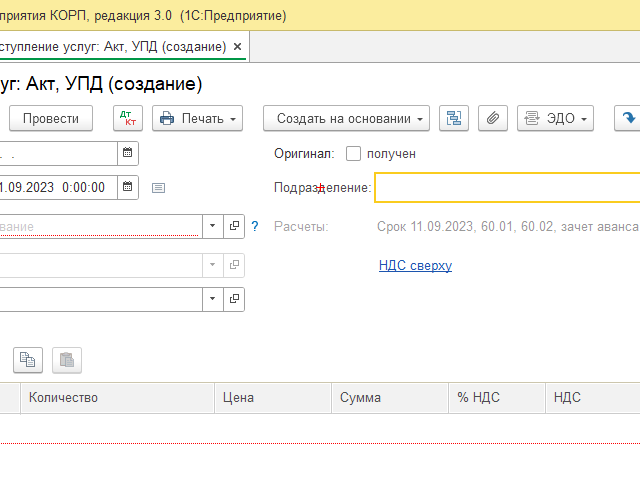 приятия КОРП, редакция 3.0 (1С:Предприятие)
ступление услуг: Акт, УПД (создание) ×
уг: Акт, УПД (создание)
Провести Дт Кт Печать Создать на основании ЭДО
. . Оригинал: получен
1.09.2023 0:00:00 Подразделение:
вание ? Расчеты: Срок 11.09.2023, 60.01, 60.02, зачет аванса
НДС сверху
Количество Цена Сумма % НДС НДС